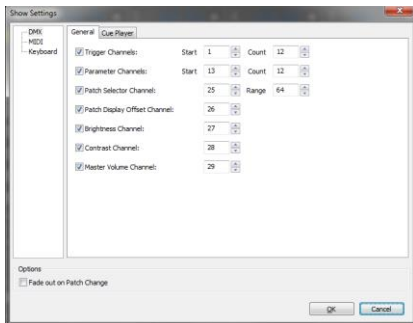 Show Settings
DMX
MIDI
Keyboard
General Cue Player
Trigger Channels: Start 1 Count 12
Parameter Channels: Start 13 Count 12
Patch Selector Channel: 25 Range 64
Patch Display Offset Channel: 26
Brightness Channel: 27
Contrast Channel: 28
Master Volume Channel: 29
Options
Fade out on Patch Change
OK Cancel